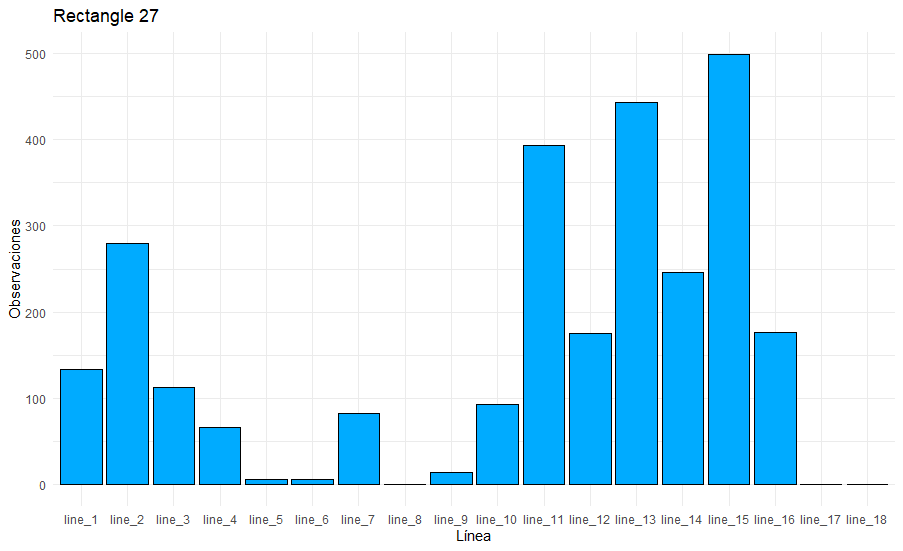 Rectangle 27
Observaciones
500
400
300
200
100
0
line_1 line_2 line_3 line_4 line_5 line_6 line_7 line_8 line_9 line_10 line_11 line_12 line_13 line_14 line_15 line_16 line_17 line_18
Línea